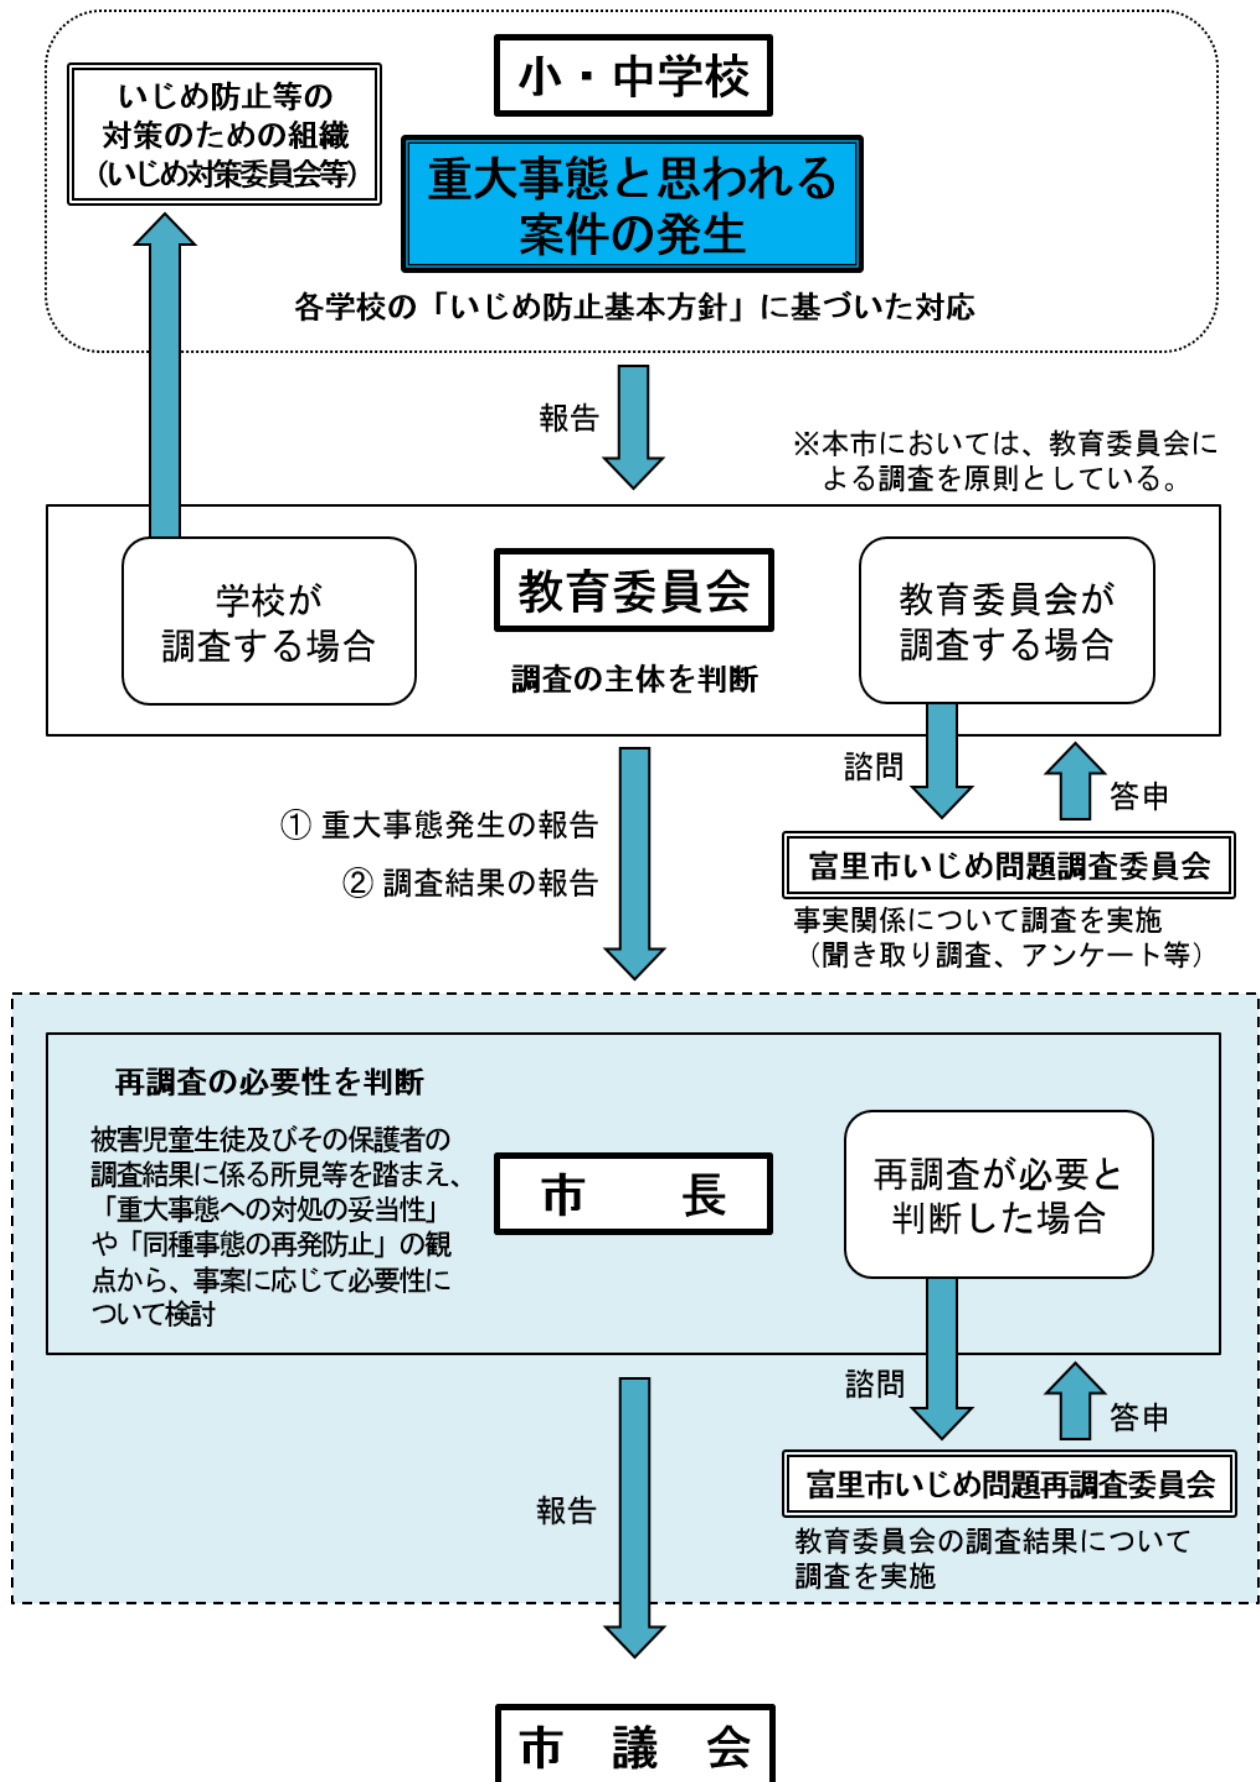 小・中学校
いじめ防止等の
対策のための組織
(いじめ対策委員会等)
重大事態と思われる
案件の発生
各学校の「いじめ防止基本方針」に基づいた対応
報告
※本市においては、教育委員会に
よる調査を原則としている。
学校が
調査する場合
教育委員会
調査の主体を判断
教育委員会が
調査する場合
① 重大事態発生の報告
② 調査結果の報告
諮問
答申
富里市いじめ問題調査委員会
事実関係について調査を実施
（聞き取り調査、アンケート等）
再調査の必要性を判断
被害児童生徒及びその保護者の
調査結果に係る所見等を踏まえ、
「重大事態への対処の妥当性」
や「同種事態の再発防止」の観
点から、事案に応じて必要性に
ついて検討
市　長
再調査が必要と
判断した場合
諮問
答申
富里市いじめ問題再調査委員会
教育委員会の調査結果について
調査を実施
報告
市　議　会